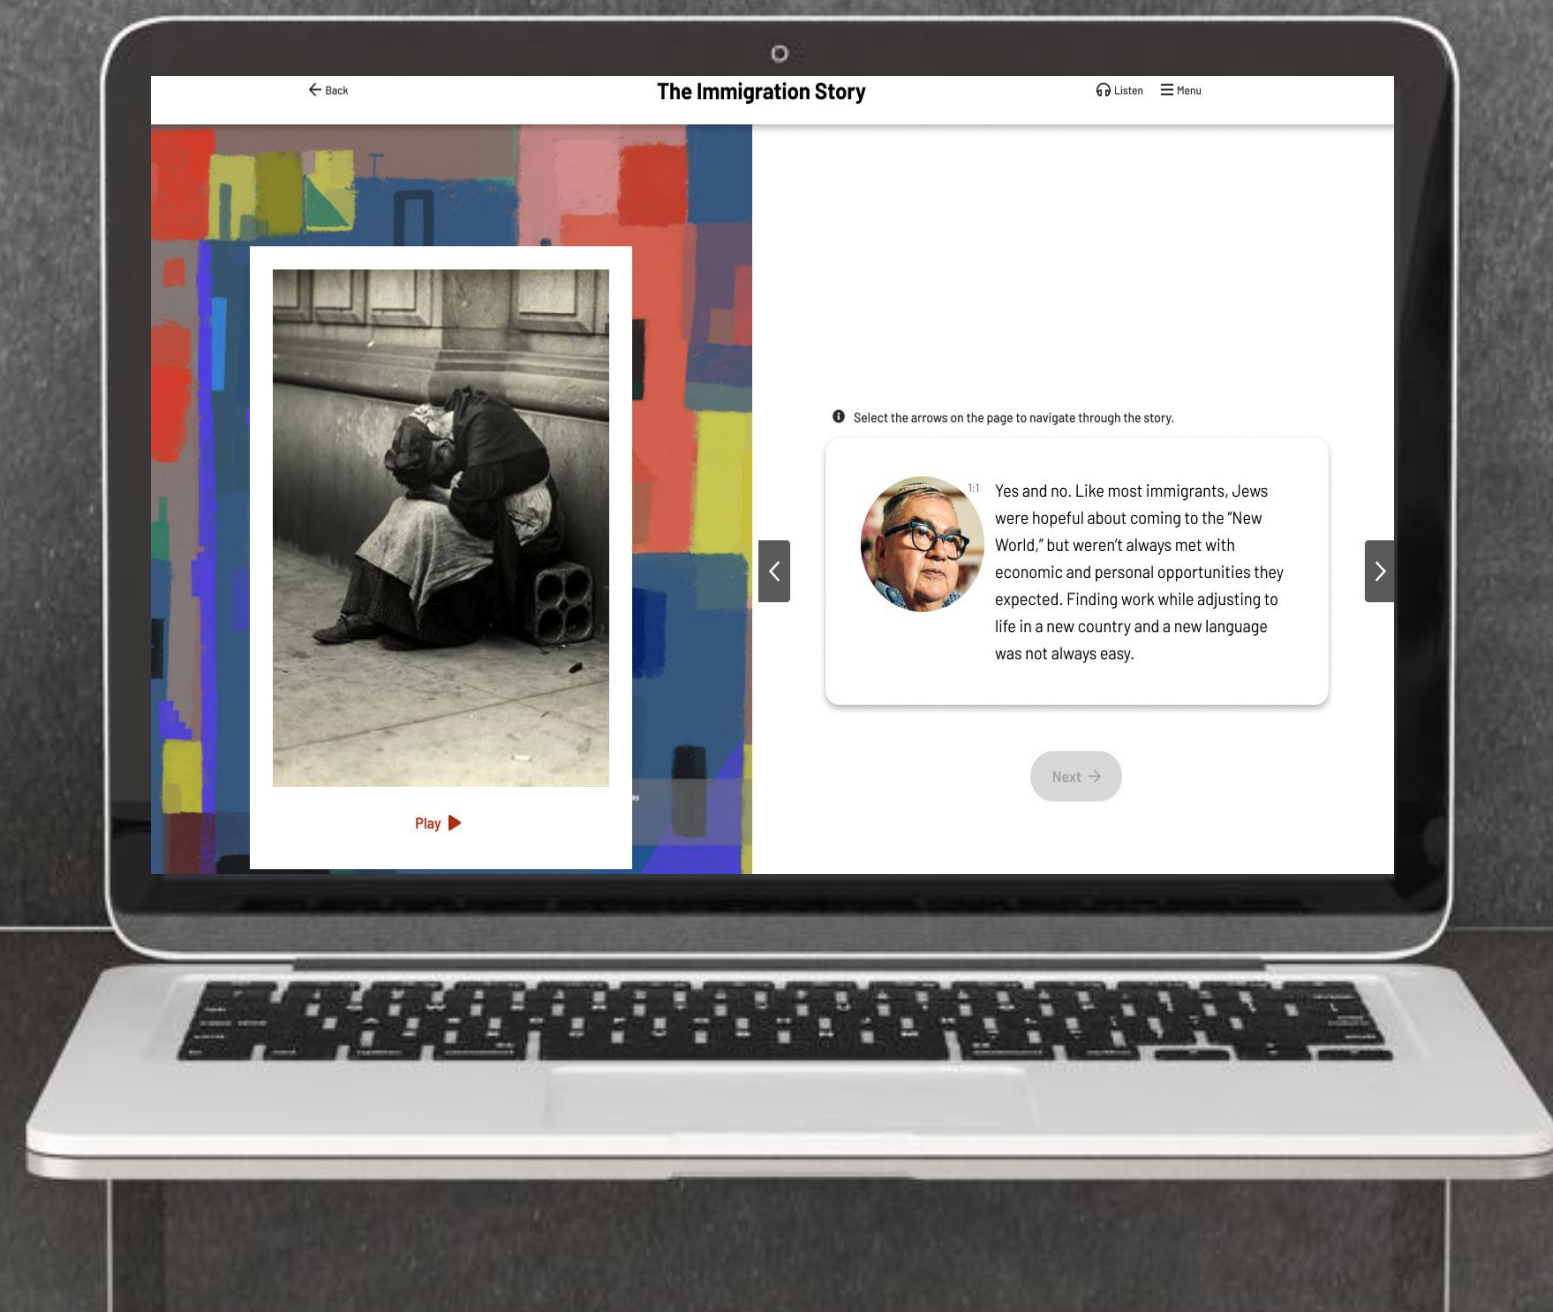 Back
The Immigration Story
Listen
Menu
Select the arrows on the page to navigate through the story.
1:1
Yes and no. Like most immigrants, Jews
were hopeful about coming to the “New
World,” but weren’t always met with
economic and personal opportunities they
expected. Finding work while adjusting to
life in a new country and a new language
was not always easy.
Next
Play